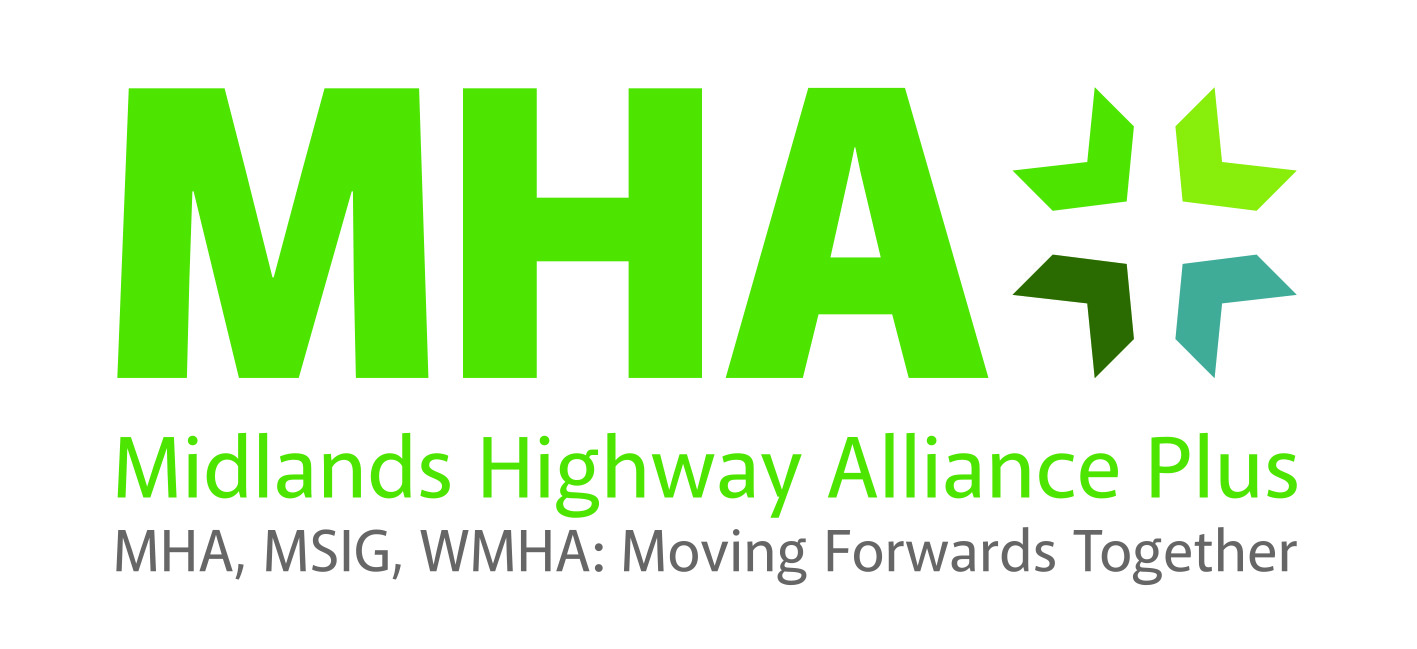 MHA
Midlands Highway Alliance Plus
MHA, MSIG, WMHA: Moving Forwards Together